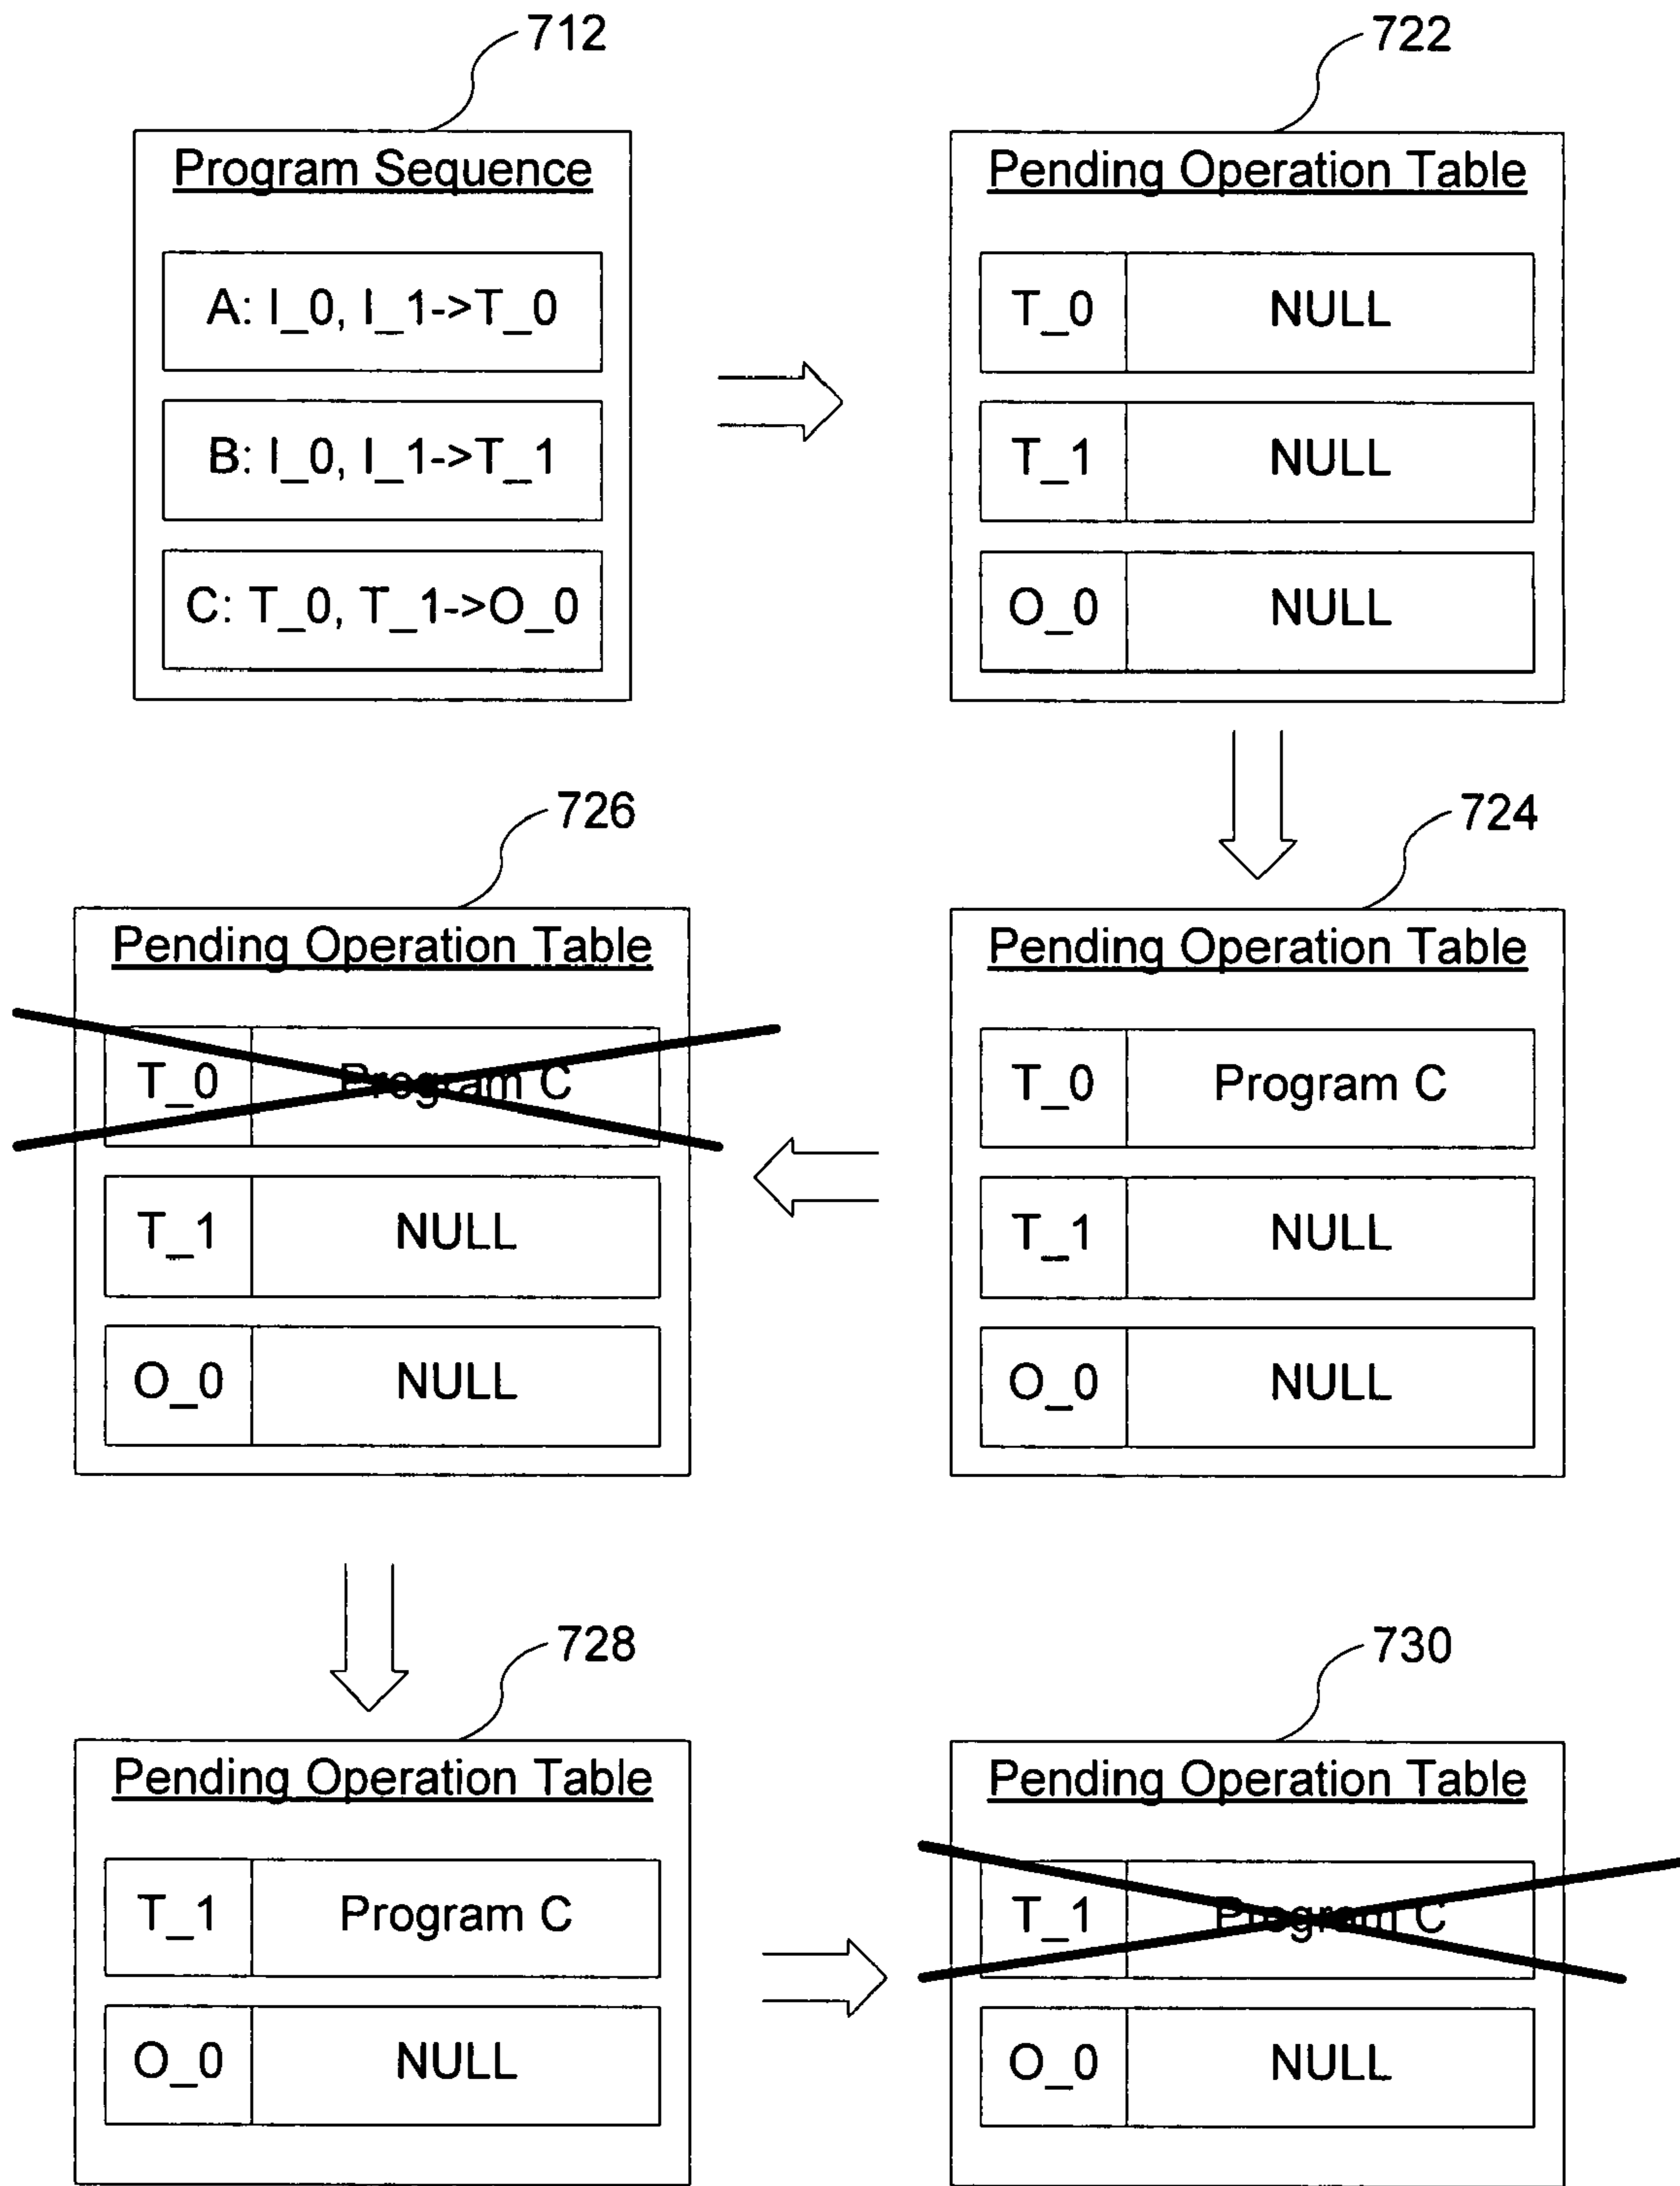 712
Program Sequence
A: I_0, I_1->T_0
B: I_0, I_1->T_1
C: T_0, T_1->O_0
722
Pending Operation Table
T_0 NULL
T_1 NULL
O_0 NULL
726
Pending Operation Table
T_0 Program C
T_1 NULL
O_0 NULL
724
Pending Operation Table
T_0 Program C
T_1 NULL
O_0 NULL
728
Pending Operation Table
T_1 Program C
O_0 NULL
730
Pending Operation Table
T_1 Program C
O_0 NULL